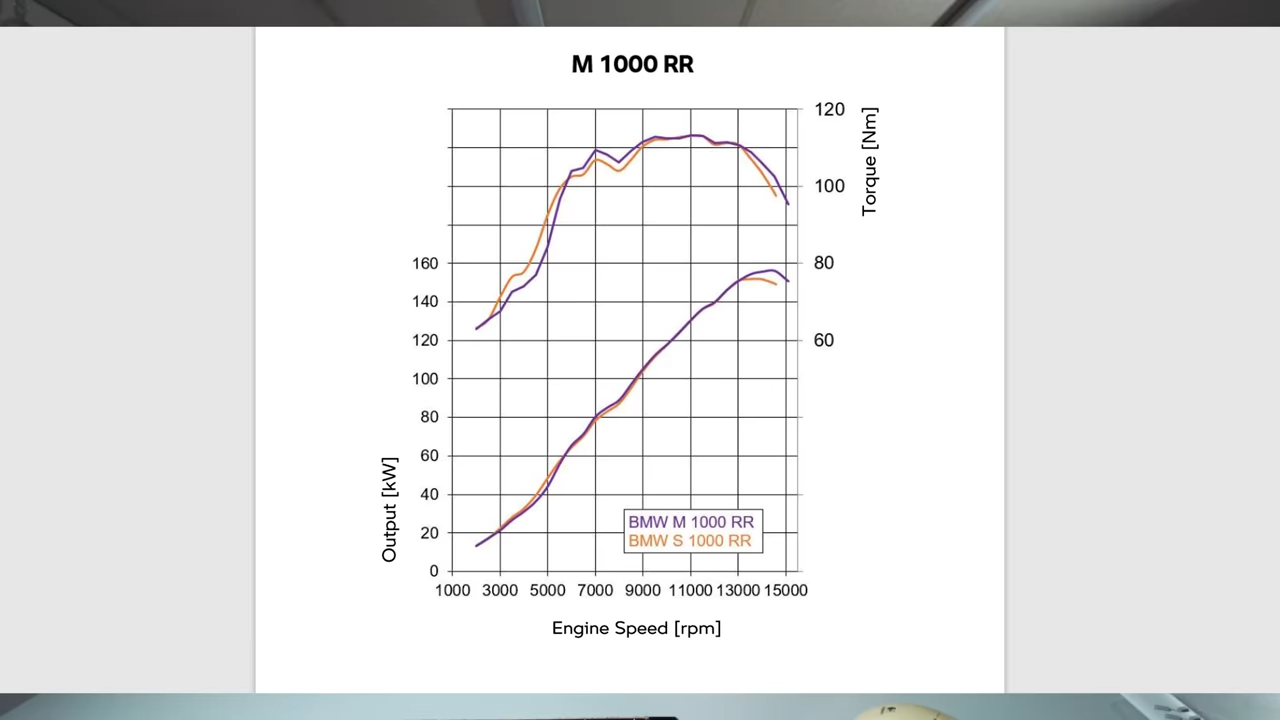 M 1000 RR
120
100
80
60
Torque [Nm]
160
140
120
100
80
60
40
20
0
Output [kW]
BMW M 1000 RR
BMW S 1000 RR
1000 3000 5000 7000 9000 11000 13000 15000
Engine Speed [rpm]